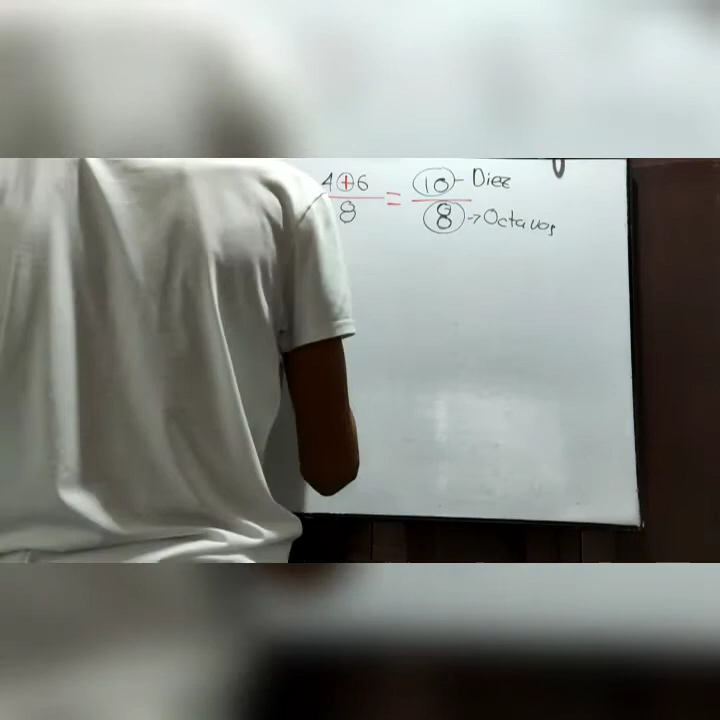 4+6 = 10 - Diez
8 8 → Octavos